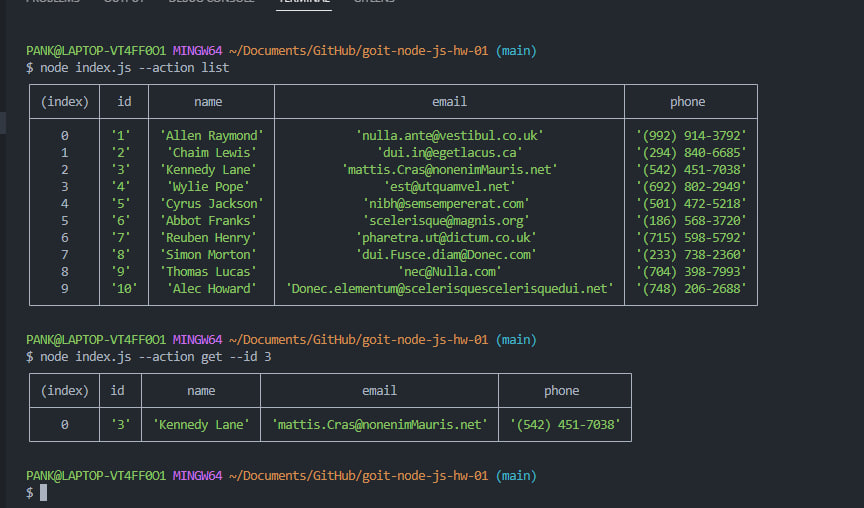 PROBLEMS OUTPUT DEBUG CONSOLE TERMINAL GITLENS
PANK@LAPTOP-VT4FF0O1 MINGW64 ~/Documents/GitHub/goit-node-js-hw-01 (main)
$ node index.js --action list
(index) id name email phone
0 '1' 'Allen Raymond' 'nulla.ante@vestibul.co.uk' '(992) 914-3792'
1 '2' 'Chaim Lewis' 'dui.in@egetlacus.ca' '(294) 840-6685'
2 '3' 'Kennedy Lane' 'mattis.Cras@nonenimMauris.net' '(542) 451-7038'
3 '4' 'Wylie Pope' 'est@utquamvel.net' '(692) 802-2949'
4 '5' 'Cyrus Jackson' 'nibh@semsempererat.com' '(501) 472-5218'
5 '6' 'Abbot Franks' 'scelerisque@magnis.org' '(186) 568-3720'
6 '7' 'Reuben Henry' 'pharetra.ut@dictum.co.uk' '(715) 598-5792'
7 '8' 'Simon Morton' 'dui.Fusce.diam@Donec.com' '(233) 738-2360'
8 '9' 'Thomas Lucas' 'nec@Nulla.com' '(704) 398-7993'
9 '10' 'Alec Howard' 'Donec.elementum@scelerisquescelerisquedui.net' '(748) 206-2688'
PANK@LAPTOP-VT4FF0O1 MINGW64 ~/Documents/GitHub/goit-node-js-hw-01 (main)
$ node index.js --action get --id 3
(index) id name email phone
0 '3' 'Kennedy Lane' 'mattis.Cras@nonenimMauris.net' '(542) 451-7038'
PANK@LAPTOP-VT4FF0O1 MINGW64 ~/Documents/GitHub/goit-node-js-hw-01 (main)
$